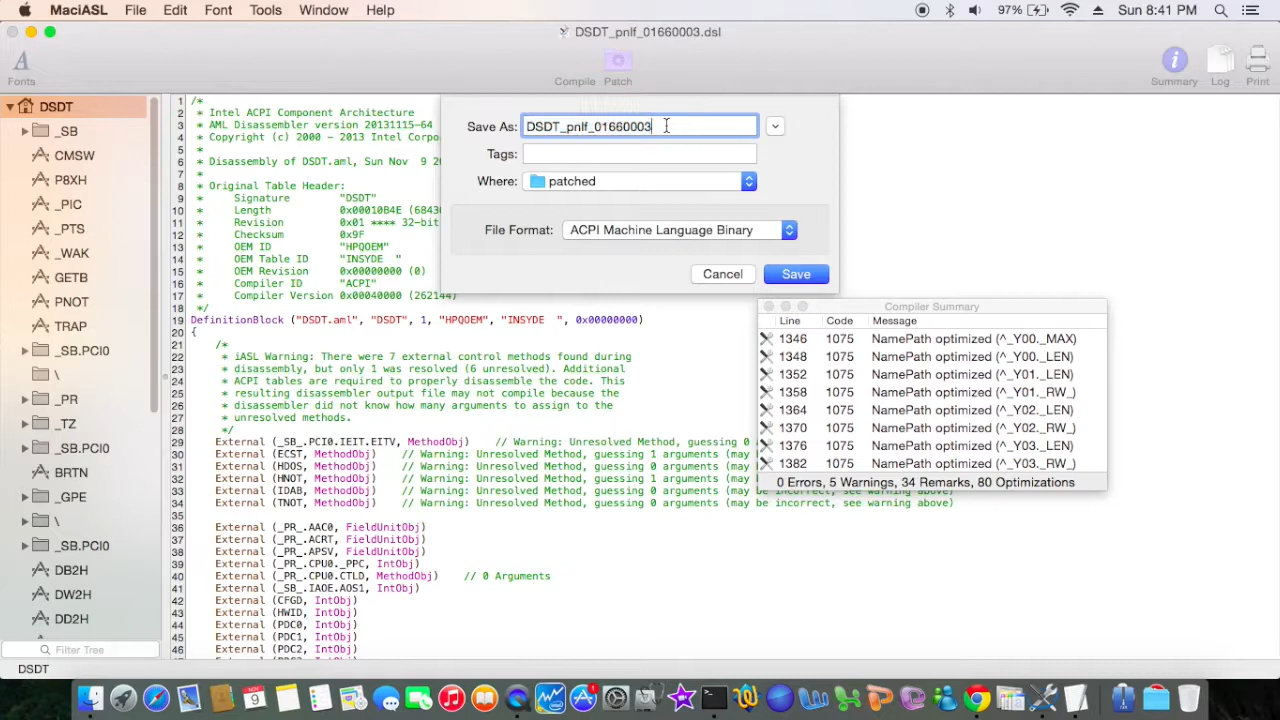 MaciASL File Edit Font Tools Window Help 97% Sun 8:41 PM
DSDT_pnlf_01660003.dsl
Fonts Compile Patch Summary Log Print
DSDT
_SB
CMSW
P8XH
_PIC
_PTS
_WAK
GETB
PNOT
TRAP
_SB.PCI0
\
_PR
_TZ
_SB.PCI0
BRTN
_GPE
\
_SB.PCI0
DB2H
DW2H
DD2H
Filter Tree
DSDT
1 /*
2 * Intel ACPI Component Architecture
3 * AML Disassembler version 20131115-64
4 * Copyright (c) 2000 - 2013 Intel Corpo
5 *
6 * Disassembly of DSDT.aml, Sun Nov 9 20
7 *
8 * Original Table Header:
9 * Signature "DSDT"
10 * Length 0x00010B4E (6843
11 * Revision 0x01 **** 32-bit
12 * Checksum 0x9F
13 * OEM ID "HPQOEM"
14 * OEM Table ID "INSYDE "
15 * OEM Revision 0x00000000 (0)
16 * Compiler ID "ACPI"
17 * Compiler Version 0x00040000 (262144)
18 */
19 DefinitionBlock ("DSDT.aml", "DSDT", 1, "HPQOEM", "INSYDE ", 0x00000000)
20 {
21 /*
22 * iASL Warning: There were 7 external control methods found during
23 * disassembly, but only 1 was resolved (6 unresolved). Additional
24 * ACPI tables are required to properly disassemble the code. This
25 * resulting disassembler output file may not compile because the
26 * disassembler did not know how many arguments to assign to the
27 * unresolved methods.
28 */
29 External (_SB_.PCI0.IEIT.EITV, MethodObj) // Warning: Unresolved Method, guessing 0
30 External (ECST, MethodObj) // Warning: Unresolved Method, guessing 1 arguments (may
31 External (HDOS, MethodObj) // Warning: Unresolved Method, guessing 0 arguments (may
32 External (HNOT, MethodObj) // Warning: Unresolved Method, guessing 1 arguments (may
33 External (IDAB, MethodObj) // Warning: Unresolved Method, guessing 0 arguments (may be incorrect, see warning above)
34 External (TNOT, MethodObj) // Warning: Unresolved Method, guessing 0 arguments (may be incorrect, see warning above)
35
36 External (_PR_.AAC0, FieldUnitObj)
37 External (_PR_.ACRT, FieldUnitObj)
38 External (_PR_.APSV, FieldUnitObj)
39 External (_PR_.CPU0._PPC, IntObj)
40 External (_PR_.CPU0.CTLD, MethodObj) // 0 Arguments
41 External (_SB_.IAOE.AOS1, IntObj)
42 External (CFGD, IntObj)
43 External (HWID, IntObj)
44 External (PDC0, IntObj)
45 External (PDC1, IntObj)
46 External (PDC2, IntObj)
Save As: DSDT_pnlf_01660003
Tags:
Where: patched
File Format: ACPI Machine Language Binary
Cancel Save
Compiler Summary
Line Code Message
1346 1075 NamePath optimized (^_Y00._MAX)
1348 1075 NamePath optimized (^_Y00._LEN)
1352 1075 NamePath optimized (^_Y01._LEN)
1358 1075 NamePath optimized (^_Y01._RW_)
1364 1075 NamePath optimized (^_Y02._LEN)
1370 1075 NamePath optimized (^_Y02._RW_)
1376 1075 NamePath optimized (^_Y03._LEN)
1382 1075 NamePath optimized (^_Y03._RW_)
0 Errors, 5 Warnings, 34 Remarks, 80 Optimizations